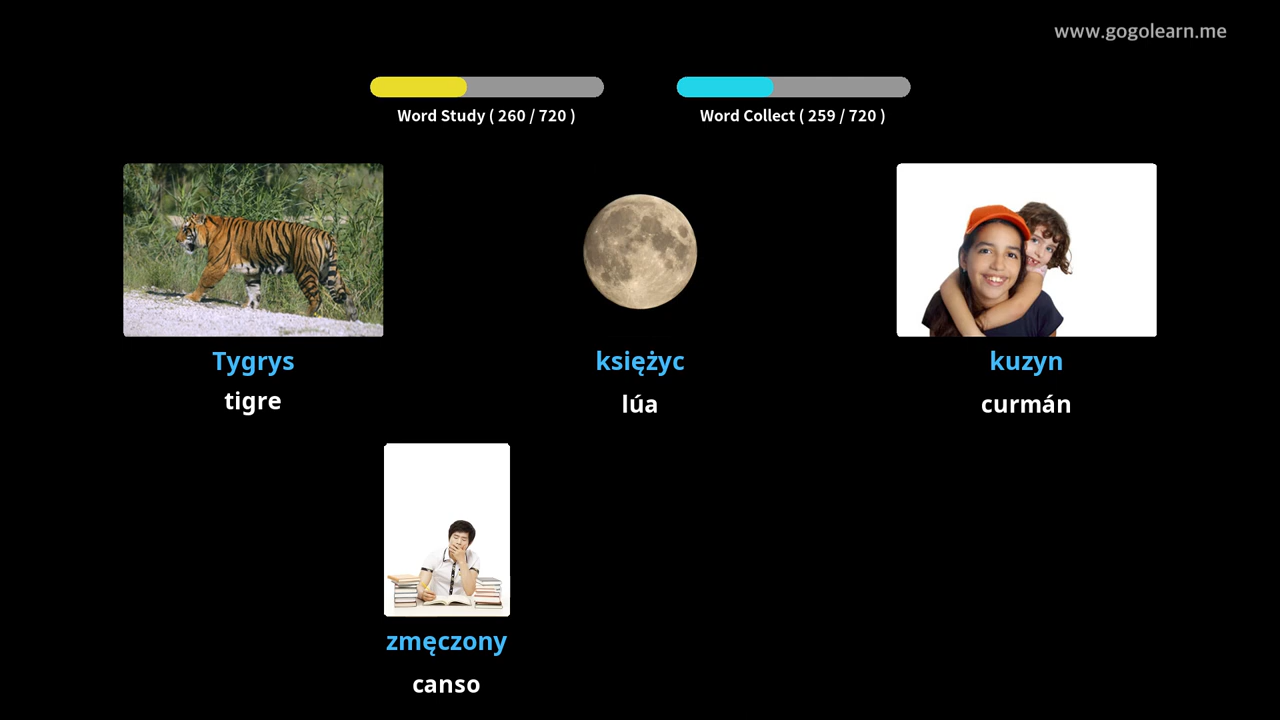 www.gogolearn.me
Word Study ( 260 / 720 )
Word Collect ( 259 / 720 )
Tygrys
tigre
księżyc
lúa
kuzyn
curmán
zmęczony
canso